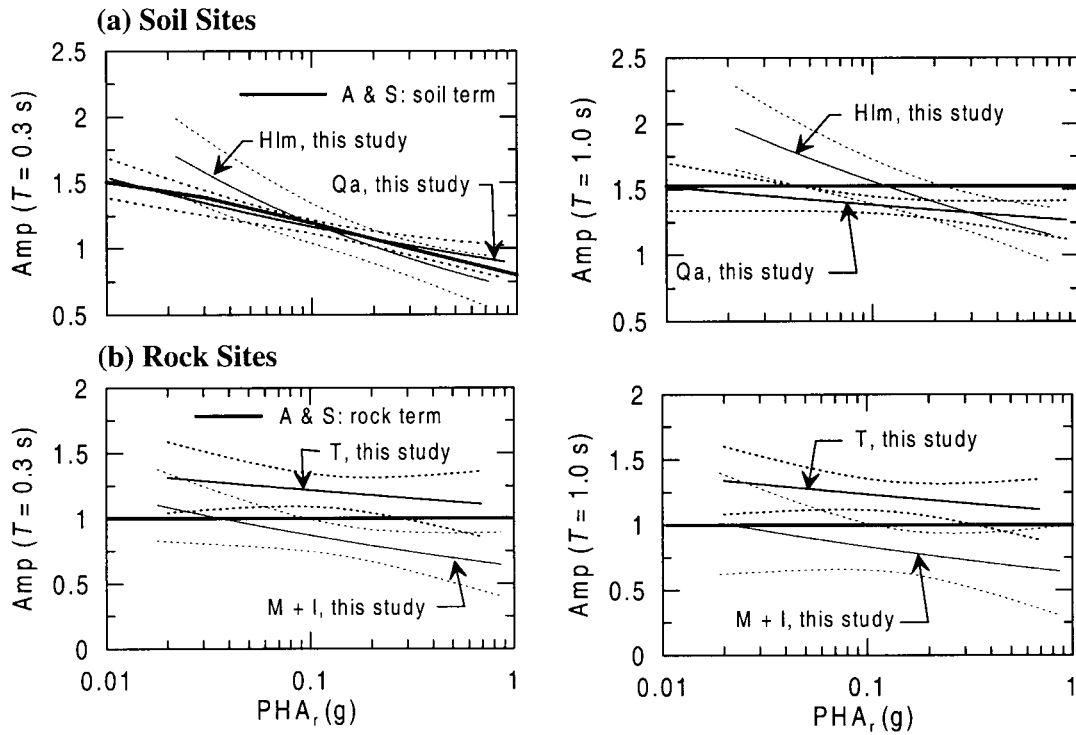 (a) Soil Sites
2.5
2
1.5
1
0.5
Amp (T = 0.3 s)
A & S: soil term
Hlm, this study
Qa, this study
2.5
2
1.5
1
0.5
Amp (T = 1.0 s)
Hlm, this study
Qa, this study
(b) Rock Sites
2
1.5
1
0.5
0
Amp (T = 0.3 s)
A & S: rock term
T, this study
M + I, this study
0.01
0.1
1
PHAr (g)
2
1.5
1
0.5
0
Amp (T = 1.0 s)
T, this study
M + I, this study
0.01
0.1
1
PHAr (g)